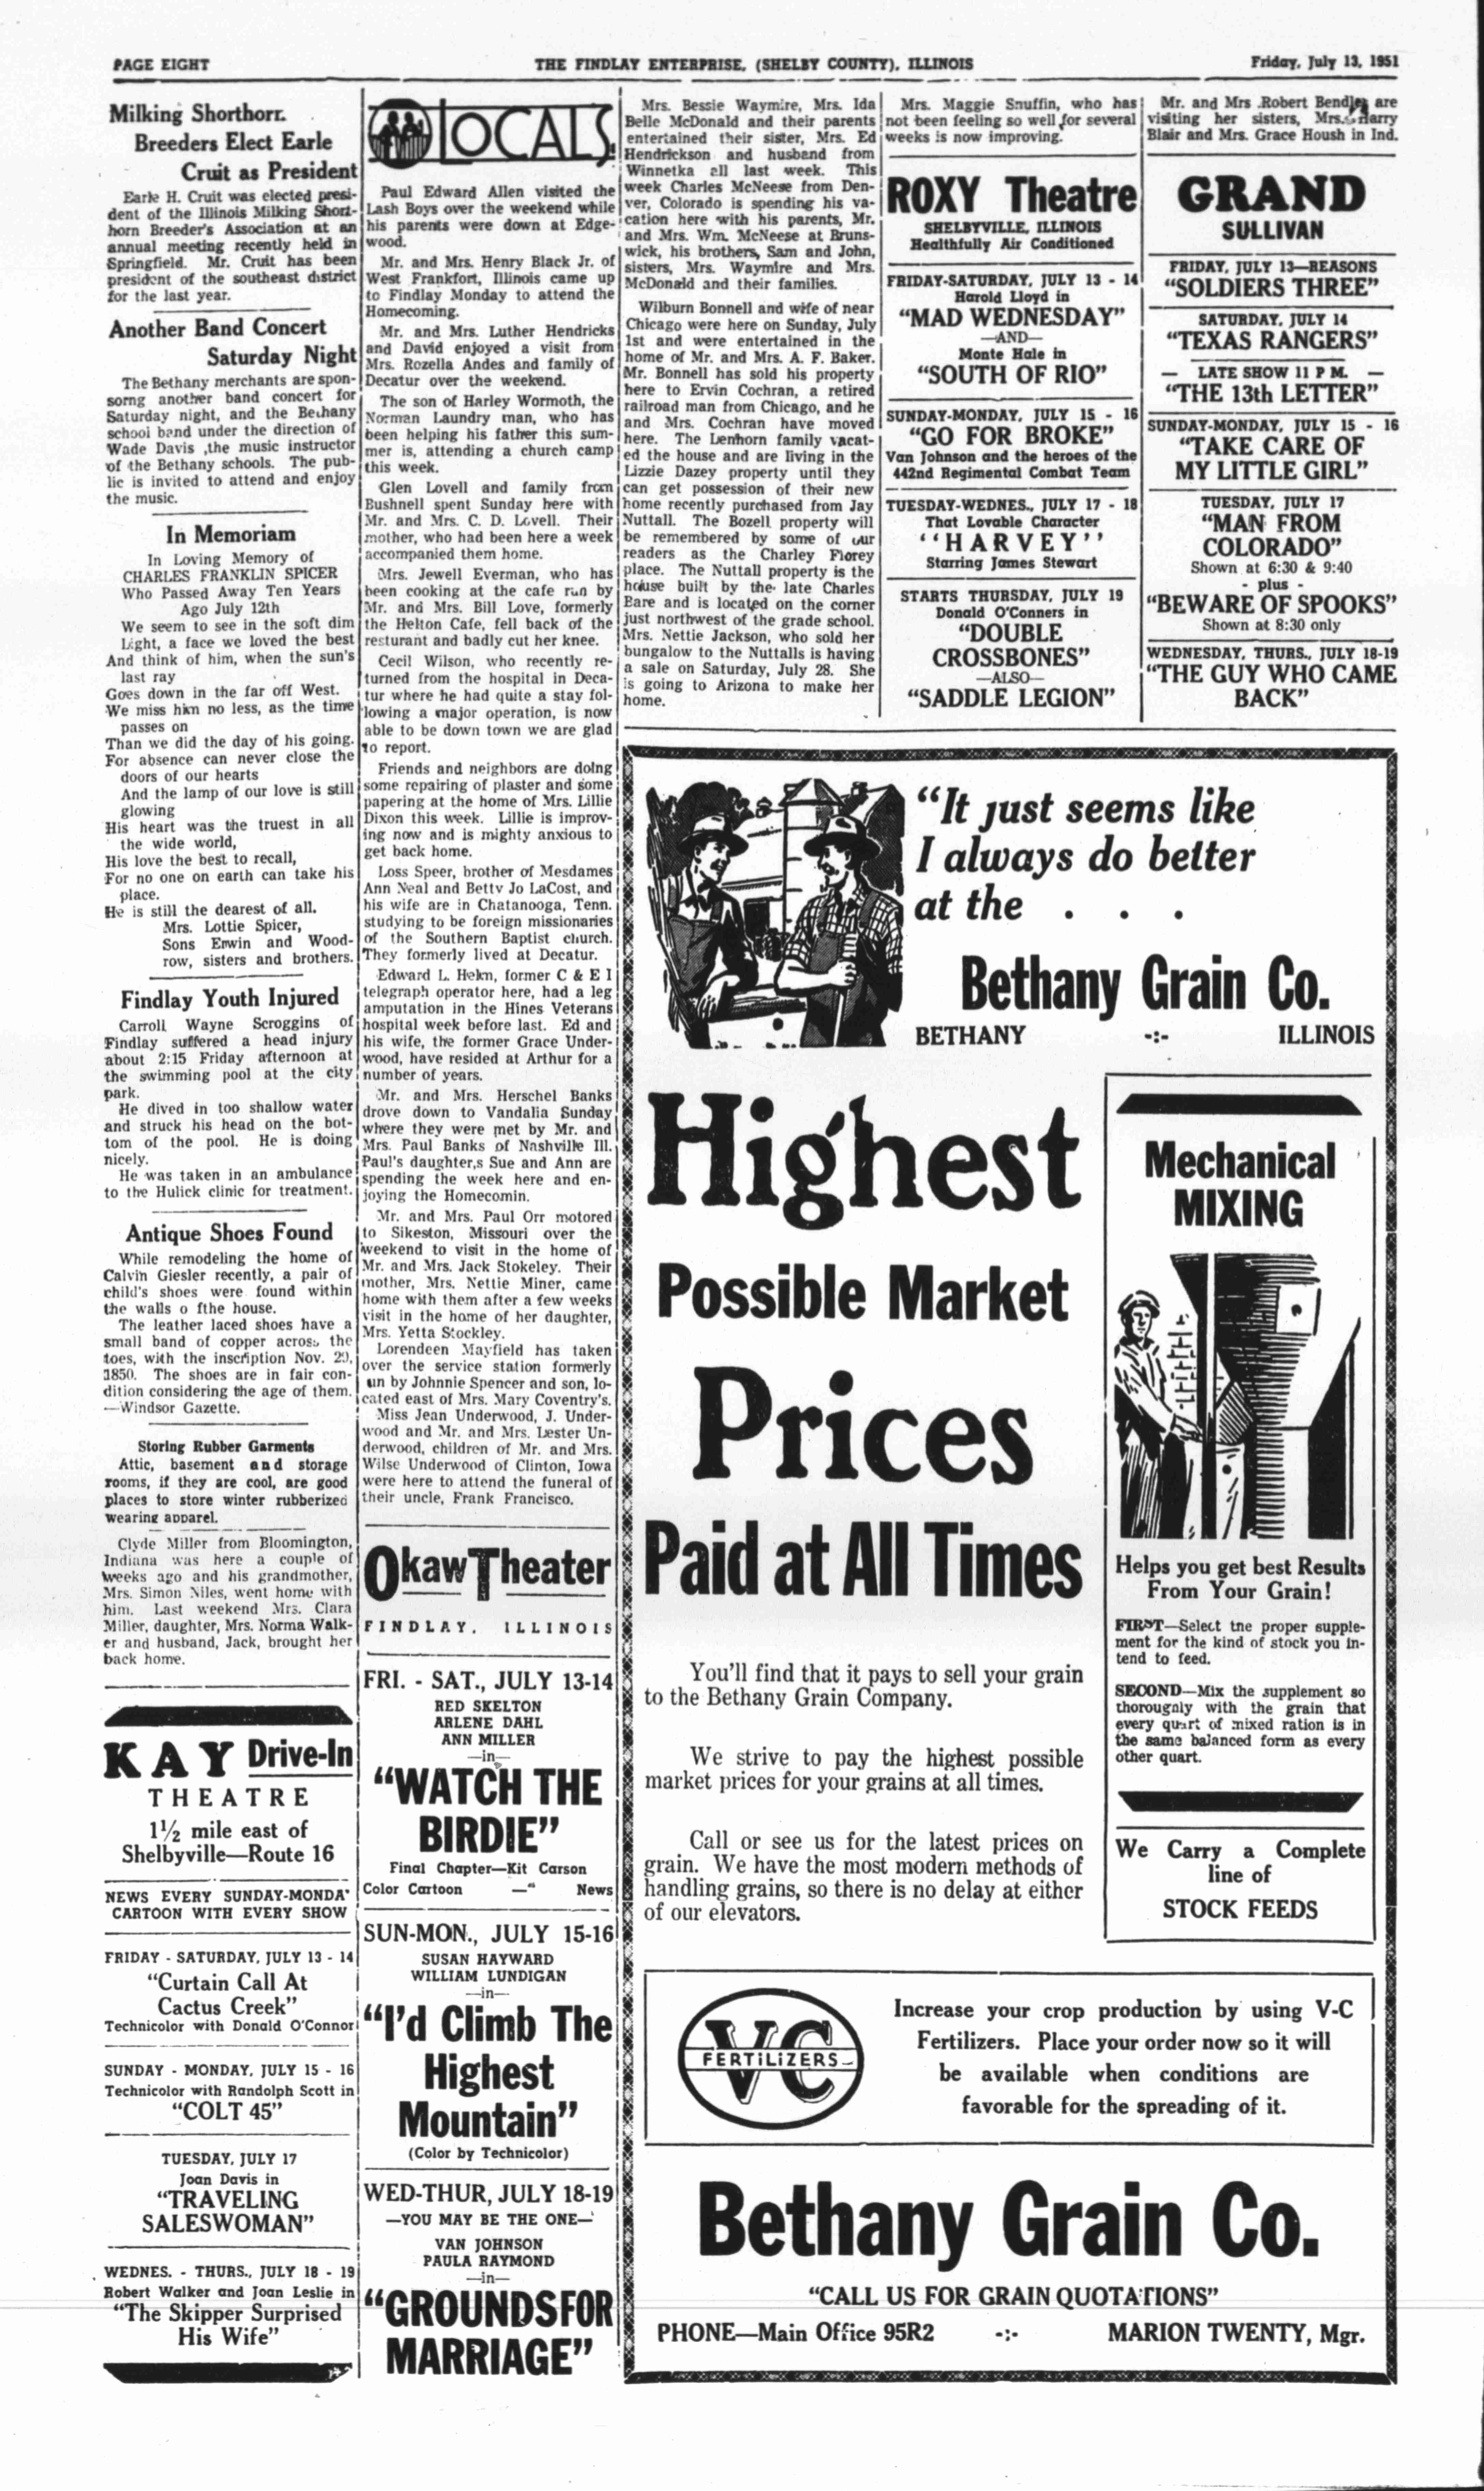 PAGE EIGHT
THE FINDLAY ENTERPRISE, (SHELBY COUNTY), ILLINOIS
Friday, July 13, 1951
Milking Shorthorn
Breeders Elect Earle
Cruit as President
Earle H. Cruit was elected presi-
dent of the Illinois Milking Short-
horn Breeder's Association at an
annual meeting recently held in
Springfield. Mr. Cruit has been
president of the southeast district
for the last year.
Another Band Concert
Saturday Night
The Bethany merchants are spon-
sorng another band concert for
Saturday night, and the Bethany
school band under the direction of
Wade Davis ,the music instructor
of the Bethany schools. The pub-
lic is invited to attend and enjoy
the music.
In Memoriam
In Loving Memory of
CHARLES FRANKLIN SPICER
Who Passed Away Ten Years
Ago July 12th
We seem to see in the soft dim
Light, a face we loved the best
And think of him, when the sun's
last ray
Goes down in the far off West.
We miss him no less, as the time
passes on
Than we did the day of his going.
For absence can never close the
doors of our hearts
And the lamp of our love is still
glowing
His heart was the truest in all
the wide world,
His love the best to recall,
For no one on earth can take his
place.
He is still the dearest of all.
Mrs. Lottie Spicer,
Sons Erwin and Wood-
row, sisters and brothers.
Findlay Youth Injured
Carroll Wayne Scroggins of
Findlay suffered a head injury
about 2:15 Friday afternoon at
the swimming pool at the city
park.
He dived in too shallow water
and struck his head on the bot-
tom of the pool. He is doing
nicely.
He was taken in an ambulance
to the Hulick clinic for treatment.
Antique Shoes Found
While remodeling the home of
Calvin Giesler recently, a pair of
child's shoes were found within
the walls o fthe house.
The leather laced shoes have a
small band of copper across the
toes, with the inscription Nov. 29,
1850. The shoes are in fair con-
dition considering the age of them.
—Windsor Gazette.
Storing Rubber Garments
Attic, basement and storage
rooms, if they are cool, are good
places to store winter rubberized
wearing apparel.
Clyde Miller from Bloomington,
Indiana was here a couple of
weeks ago and his grandmother,
Mrs. Simon Niles, went home with
him. Last weekend Mrs. Clara
Miller, daughter, Mrs. Norma Walk-
er and husband, Jack, brought her
back home.
KAY Drive-In
THEATRE
1½ mile east of
Shelbyville—Route 16
NEWS EVERY SUNDAY-MONDA
CARTOON WITH EVERY SHOW
FRIDAY - SATURDAY, JULY 13 - 14
"Curtain Call At
Cactus Creek"
Technicolor with Donald O'Connor
SUNDAY - MONDAY, JULY 15 - 16
Technicolor with Randolph Scott in
"COLT 45"
TUESDAY, JULY 17
Joan Davis in
"TRAVELING
SALESWOMAN"
WEDNES. - THURS., JULY 18 - 19
Robert Walker and Joan Leslie in
"The Skipper Surprised
His Wife"
LOCALS
Paul Edward Allen visited the
Lash Boys over the weekend while
his parents were down at Edge-
wood.
Mr. and Mrs. Henry Black Jr. of
West Frankfort, Illinois came up
to Findlay Monday to attend the
Homecoming.
Mr. and Mrs. Luther Hendricks
and David enjoyed a visit from
Mrs. Rozella Andes and family of
Decatur over the weekend.
The son of Harley Wormoth, the
Norman Laundry man, who has
been helping his father this sum-
mer is, attending a church camp
this week.
Glen Lovell and family from
Bushnell spent Sunday here with
Mr. and Mrs. C. D. Lovell. Their
mother, who had been here a week
accompanied them home.
Mrs. Jewell Everman, who has
been cooking at the cafe run by
Mr. and Mrs. Bill Love, formerly
the Helton Cafe, fell back of the
resturant and badly cut her knee.
Cecil Wilson, who recently re-
turned from the hospital in Deca-
tur where he had quite a stay fol-
lowing a major operation, is now
able to be down town we are glad
to report.
Friends and neighbors are doing
some repairing of plaster and some
papering at the home of Mrs. Lillie
Dixon this week. Lillie is improv-
ing now and is mighty anxious to
get back home.
Loss Speer, brother of Mesdames
Ann Neal and Betty Jo LaCost, and
his wife are in Chatanooga, Tenn.
studying to be foreign missionaries
of the Southern Baptist church.
They formerly lived at Decatur.
Edward L. Helm, former C & E I
telegraph operator here, had a leg
amputation in the Hines Veterans
hospital week before last. Ed and
his wife, the former Grace Under-
wood, have resided at Arthur for a
number of years.
Mr. and Mrs. Herschel Banks
drove down to Vandalia Sunday
where they were met by Mr. and
Mrs. Paul Banks of Nashville Ill.
Paul's daughter,s Sue and Ann are
spending the week here and en-
joying the Homecomin.
Mr. and Mrs. Paul Orr motored
to Sikeston, Missouri over the
weekend to visit in the home of
Mr. and Mrs. Jack Stokeley. Their
mother, Mrs. Nettie Miner, came
home with them after a few weeks
visit in the home of her daughter,
Mrs. Yetta Stockley.
Lorendeen Mayfield has taken
over the service station formerly
un by Johnnie Spencer and son, lo-
cated east of Mrs. Mary Coventry's.
Miss Jean Underwood, J. Under-
wood and Mr. and Mrs. Lester Un-
derwood, children of Mr. and Mrs.
Wilse Underwood of Clinton, Iowa
were here to attend the funeral of
their uncle, Frank Francisco.
Okaw Theater
FINDLAY, ILLINOIS
FRI. - SAT., JULY 13-14
RED SKELTON
ARLENE DAHL
ANN MILLER
—in—
"WATCH THE
BIRDIE"
Final Chapter—Kit Carson
Color Cartoon — News
SUN-MON., JULY 15-16
SUSAN HAYWARD
WILLIAM LUNDIGAN
—in—
"I'd Climb The
Highest
Mountain"
(Color by Technicolor)
WED-THUR, JULY 18-19
—YOU MAY BE THE ONE—
VAN JOHNSON
PAULA RAYMOND
—in—
"GROUNDS FOR
MARRIAGE"
Mrs. Bessie Waymire, Mrs. Ida
Belle McDonald and their parents
entertained their sister, Mrs. Ed
Hendrickson and husband from
Winnetka all last week. This
week Charles McNeese from Den-
ver, Colorado is spending his va-
cation here with his parents, Mr.
and Mrs. Wm. McNeese at Bruns-
wick, his brothers, Sam and John,
sisters, Mrs. Waymire and Mrs.
McDonald and their families.
Wilburn Bonnell and wife of near
Chicago were here on Sunday, July
1st and were entertained in the
home of Mr. and Mrs. A. F. Baker.
Mr. Bonnell has sold his property
here to Ervin Cochran, a retired
railroad man from Chicago, and he
and Mrs. Cochran have moved
here. The Lenhorn family vacat-
ed the house and are living in the
Lizzie Dazey property until they
can get possession of their new
home recently purchased from Jay
Nuttall. The Bozell property will
be remembered by some of our
readers as the Charley Florey
place. The Nuttall property is the
house built by the late Charles
Bare and is located on the corner
just northwest of the grade school.
Mrs. Nettie Jackson, who sold her
bungalow to the Nuttalls is having
a sale on Saturday, July 28. She
is going to Arizona to make her
home.
Mrs. Maggie Snuffin, who has
not been feeling so well for several
weeks is now improving.
ROXY Theatre
SHELBYVILLE, ILLINOIS
Healthfully Air Conditioned
FRIDAY-SATURDAY, JULY 13 - 14
Harold Lloyd in
"MAD WEDNESDAY"
—AND—
Monte Hale in
"SOUTH OF RIO"
SUNDAY-MONDAY, JULY 15 - 16
"GO FOR BROKE"
Van Johnson and the heroes of the
442nd Regimental Combat Team
TUESDAY-WEDNES., JULY 17 - 18
That Lovable Character
''HARVEY''
Starring James Stewart
STARTS THURSDAY, JULY 19
Donald O'Conners in
"DOUBLE
CROSSBONES"
—ALSO—
"SADDLE LEGION"
Mr. and Mrs .Robert Bendles are
visiting her sisters, Mrs. Harry
Blair and Mrs. Grace Housh in Ind.
GRAND
SULLIVAN
FRIDAY, JULY 13—REASONS
"SOLDIERS THREE"
SATURDAY, JULY 14
"TEXAS RANGERS"
— LATE SHOW 11 P M. —
"THE 13th LETTER"
SUNDAY-MONDAY, JULY 15 - 16
"TAKE CARE OF
MY LITTLE GIRL"
TUESDAY, JULY 17
"MAN FROM
COLORADO"
Shown at 6:30 & 9:40
- plus -
"BEWARE OF SPOOKS"
Shown at 8:30 only
WEDNESDAY, THURS., JULY 18-19
"THE GUY WHO CAME
BACK"
"It just seems like
I always do better
at the . . .
Bethany Grain Co.
BETHANY -:- ILLINOIS
Highest
Possible Market
Prices
Paid at All Times
You'll find that it pays to sell your grain
to the Bethany Grain Company.
We strive to pay the highest possible
market prices for your grains at all times.
Call or see us for the latest prices on
grain. We have the most modern methods of
handling grains, so there is no delay at either
of our elevators.
Mechanical
MIXING
Helps you get best Results
From Your Grain!
FIRST—Select the proper supple-
ment for the kind of stock you in-
tend to feed.
SECOND—Mix the supplement so
thoroughly with the grain that
every quart of mixed ration is in
the same balanced form as every
other quart.
We Carry a Complete
line of
STOCK FEEDS
VC
FERTILIZERS
Increase your crop production by using V-C
Fertilizers. Place your order now so it will
be available when conditions are
favorable for the spreading of it.
Bethany Grain Co.
"CALL US FOR GRAIN QUOTATIONS"
PHONE—Main Office 95R2 -:- MARION TWENTY, Mgr.